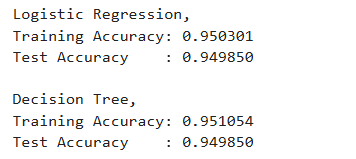 Logistic Regression,
Training Accuracy: 0.950301
Test Accuracy    : 0.949850

Decision Tree,
Training Accuracy: 0.951054
Test Accuracy    : 0.949850